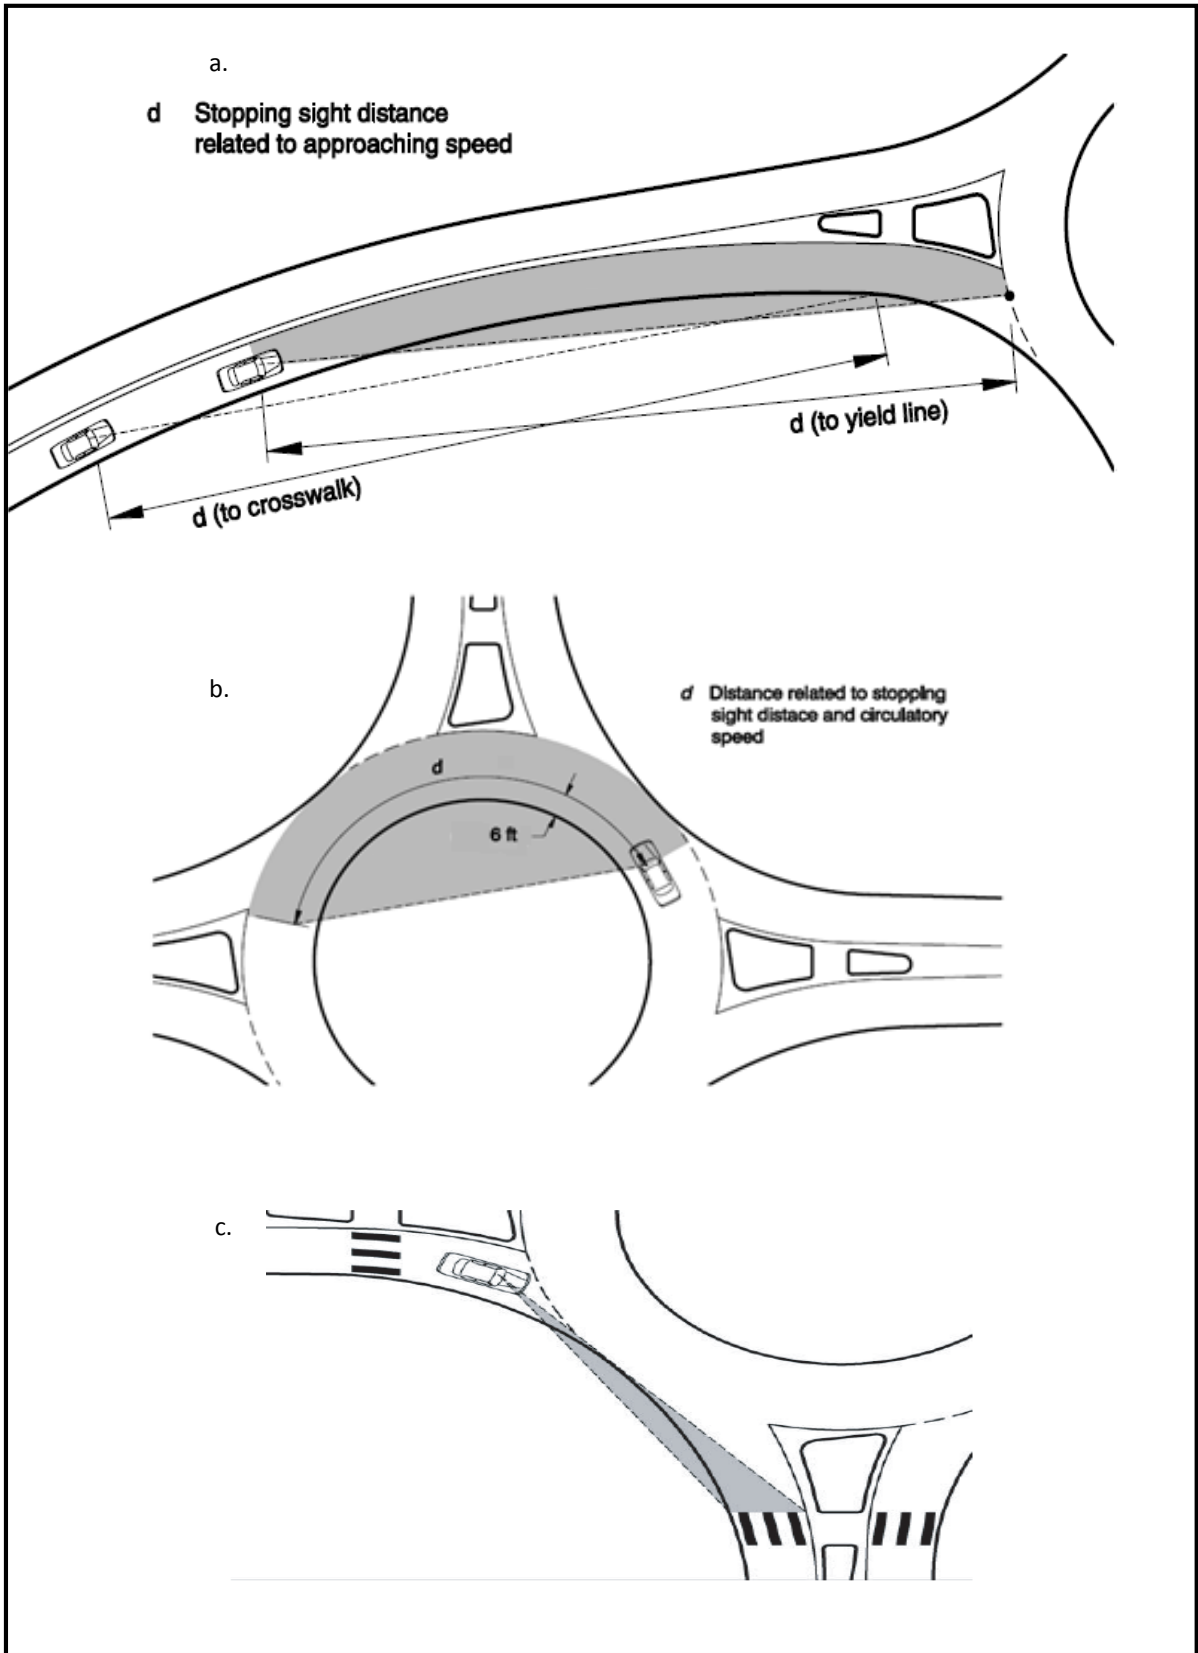 a.
d Stopping sight distance
related to approaching speed
d (to yield line)
d (to crosswalk)
b.
d Distance related to stopping
sight distace and circulatory
speed
d
6 ft
c.